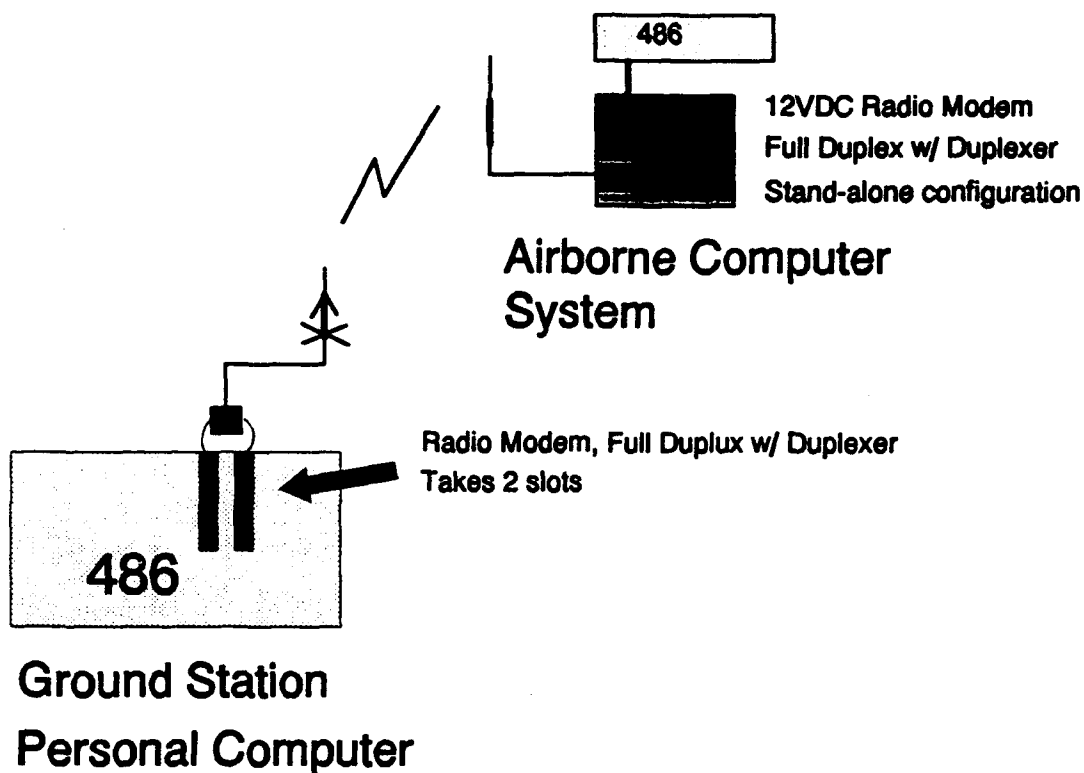 486
12VDC Radio Modem
Full Duplex w/ Duplexer
Stand-alone configuration
Airborne Computer
System
Radio Modem, Full Duplux w/ Duplexer
Takes 2 slots
486
Ground Station
Personal Computer